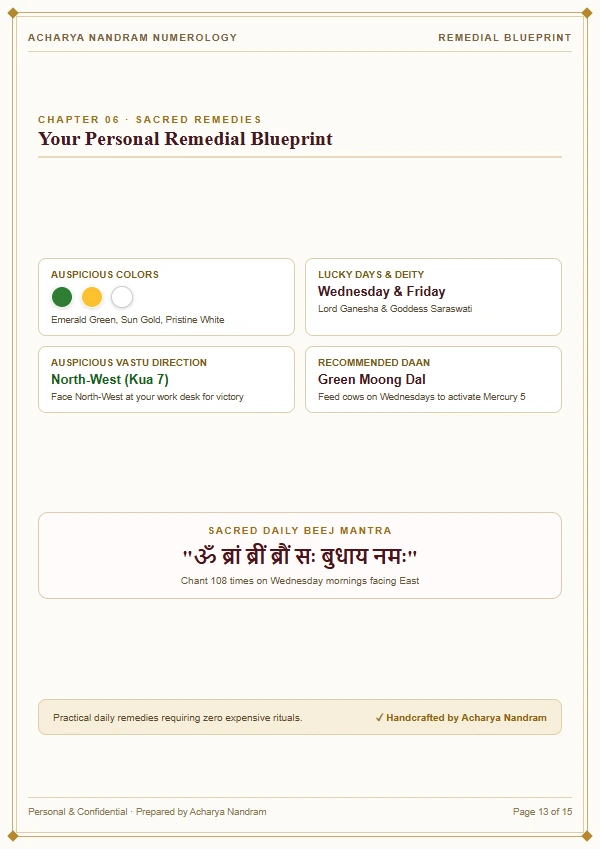 ACHARYA NANDRAM NUMEROLOGY
REMEDIAL BLUEPRINT
CHAPTER 06 · SACRED REMEDIES
Your Personal Remedial Blueprint
AUSPICIOUS COLORS
Emerald Green, Sun Gold, Pristine White
LUCKY DAYS & DEITY
Wednesday & Friday
Lord Ganesha & Goddess Saraswati
AUSPICIOUS VASTU DIRECTION
North-West (Kua 7)
Face North-West at your work desk for victory
RECOMMENDED DAAN
Green Moong Dal
Feed cows on Wednesdays to activate Mercury 5
SACRED DAILY BEEJ MANTRA
"ॐ ब्रां ब्रीं ब्रौं सः बुधाय नमः"
Chant 108 times on Wednesday mornings facing East
Practical daily remedies requiring zero expensive rituals.
✓ Handcrafted by Acharya Nandram
Personal & Confidential · Prepared by Acharya Nandram
Page 13 of 15